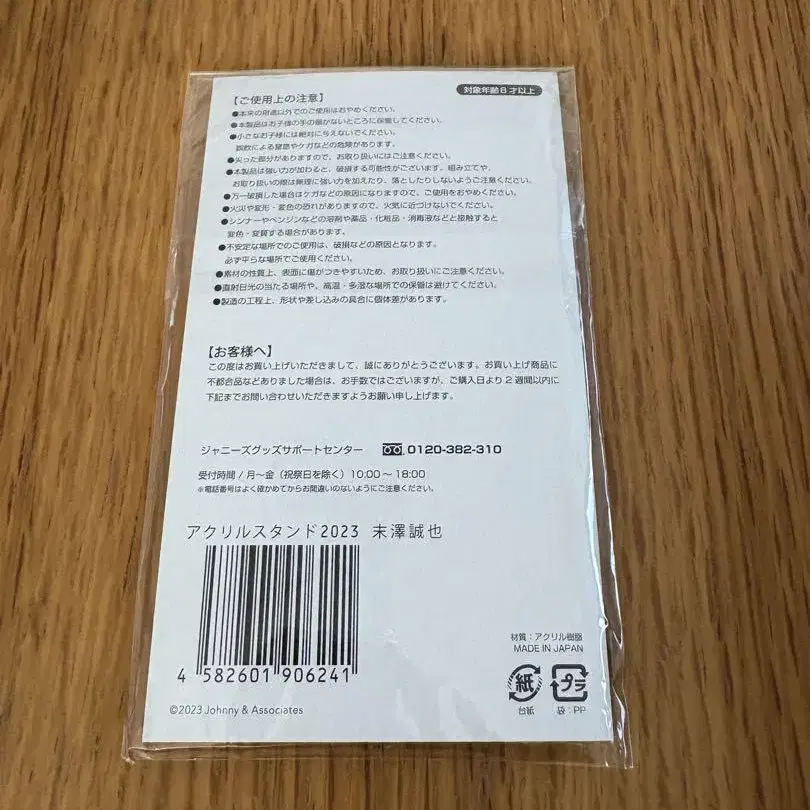 【ご使用上の注意】
対象年齢8才以上
●本来の用途以外でのご使用はおやめください。
●本製品はお子様の手の届かないところに保管してください。
●小さなお子様には絶対に与えないでください。
誤飲による窒息やケガなどの危険があります。
●尖った部分がありますので、お取り扱いにはご注意ください。
●本製品は強い力が加わると、破損する可能性がございます。組み立てや、
お取り扱いの際は無理に強い力を加えたり、落としたりしないようご注意ください。
●万一破損した場合はケガなどの原因になりますので、ご使用をおやめください。
●火災や変形・変色の恐れがありますので、火気に近づけないでください。
●シンナーやベンジンなどの溶剤や薬品・化粧品・消毒液などと接触すると
変色・変質する場合があります。
●不安定な場所でのご使用は、破損などの原因となります。
必ず平らな場所でご使用ください。
●素材の性質上、表面に傷がつきやすいため、お取り扱いにご注意ください。
●直射日光の当たる場所や、高温・多湿な場所での保管は避けてください。
●製造の工程上、形状や差し込みの具合に個体差があります。
【お客様へ】
この度はお買い上げいただきまして、誠にありがとうございます。お買い上げ商品に
不都合品などありました場合は、お手数ではございますが、ご購入日より2週間以内に
下記までお問い合わせいただきますようお願い申し上げます。
ジャニーズグッズサポートセンター 0120-382-310
受付時間/月〜金（祝祭日を除く）10:00〜18:00
※電話番号はよく確かめてからお間違いのないようにご注意ください。
アクリルスタンド2023 末澤誠也
4 582601 906241
©2023 Johnny & Associates
材質：アクリル樹脂
MADE IN JAPAN
紙 プラ
台紙 袋：PP